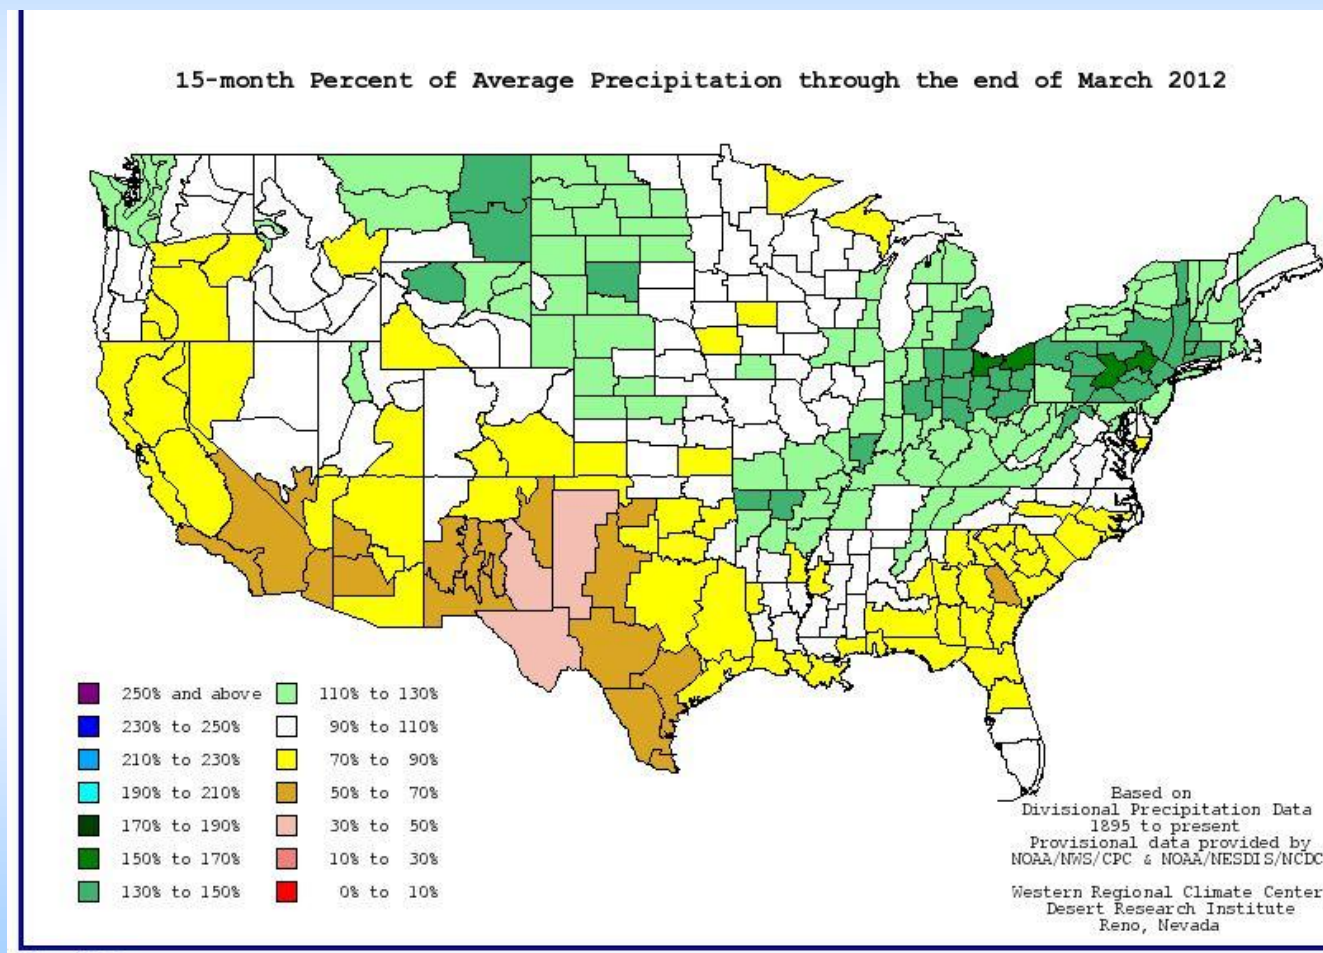 15-month Percent of Average Precipitation through the end of March 2012
250% and above
230% to 250%
210% to 230%
190% to 210%
170% to 190%
150% to 170%
130% to 150%
110% to 130%
90% to 110%
70% to 90%
50% to 70%
30% to 50%
10% to 30%
0% to 10%
Based on
Divisional Precipitation Data
1895 to present
Provisional data provided by
NOAA/NWS/CPC & NOAA/NESDIS/NCDC
Western Regional Climate Center
Desert Research Institute
Reno, Nevada